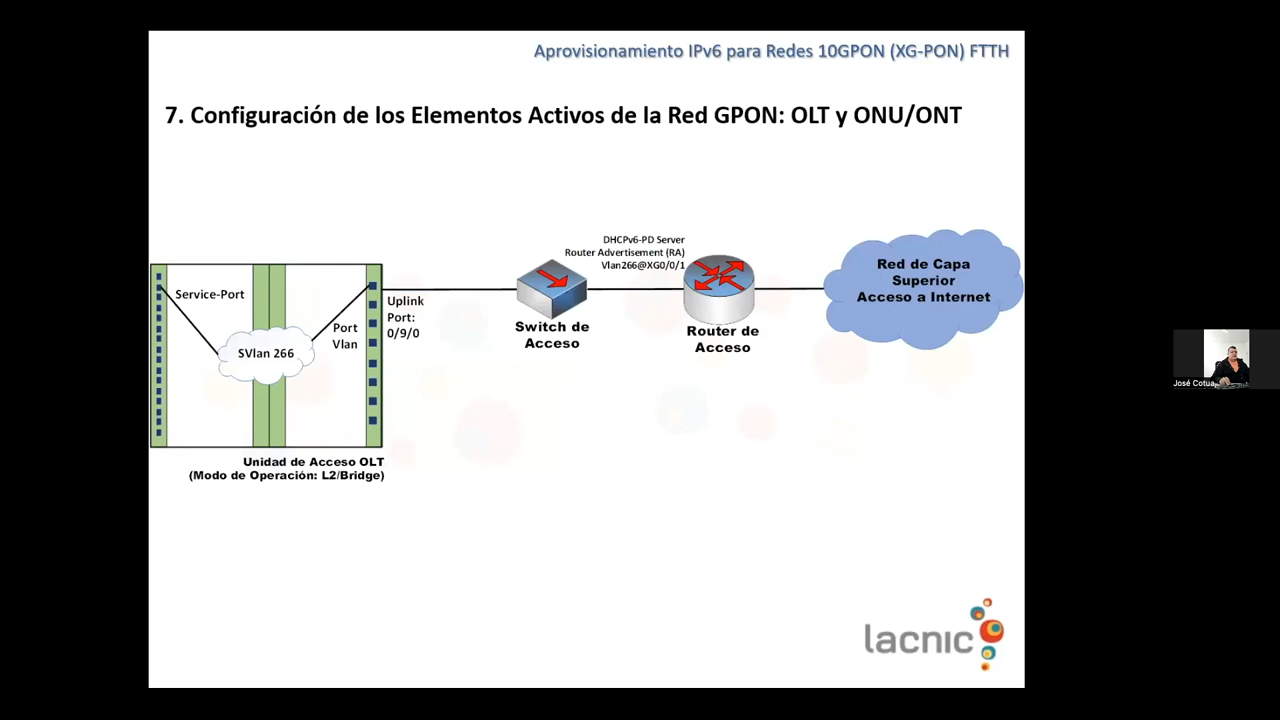 Aprovisionamiento IPv6 para Redes 10GPON (XG-PON) FTTH
7. Configuración de los Elementos Activos de la Red GPON: OLT y ONU/ONT
DHCPv6-PD Server
Router Advertisement (RA)
Vlan266@XG0/0/1
Red de Capa
Superior
Acceso a Internet
Service-Port
Uplink
Port:
0/9/0
Port
Vlan
SVlan 266
Switch de
Acceso
Router de
Acceso
Unidad de Acceso OLT
(Modo de Operación: L2/Bridge)
lacnic